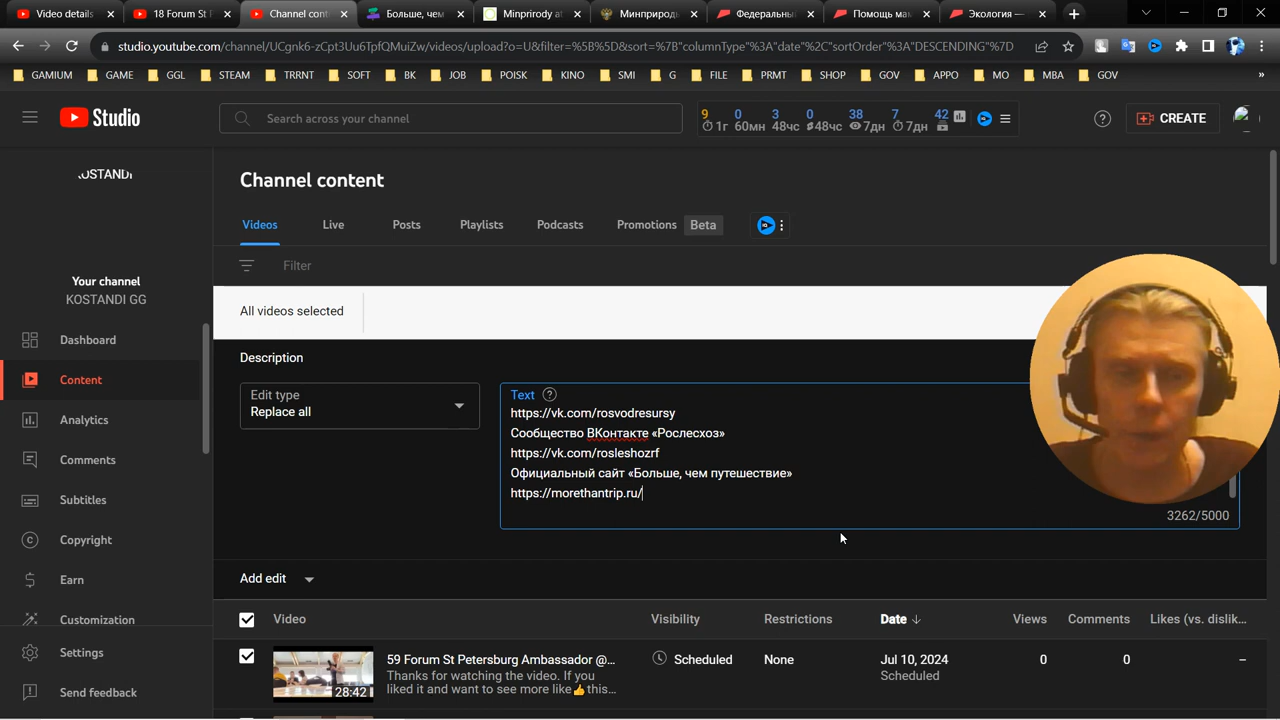 Video details
18 Forum St P
Channel cont
Больше, чем
Minprirody at
Минприродь
Федеральный
Помощь мам
Экология —
studio.youtube.com/channel/UCgnk6-zCpt3Uu6TpfQMuiZw/videos/upload?o=U&filter=%5B%5D&sort=%7B"columnType"%3A"date"%2C"sortOrder"%3A"DESCENDING"%7D
GAMIUM GAME GGL STEAM TRRNT SOFT BK JOB POISK KINO SMI G FILE PRMT SHOP GOV APPO MO MBA GOV »
Studio
Search across your channel
9 0 3 0 38 7 42
1г 60мн 48чс 48чс 7дн 7дн
CREATE
KOSTANDI
Channel content
Videos Live Posts Playlists Podcasts Promotions Beta
Filter
Your channel
KOSTANDI GG
All videos selected
Dashboard
Content
Analytics
Comments
Subtitles
Copyright
Earn
Customization
Settings
Send feedback
Description
Edit type
Replace all
Text
https://vk.com/rosvodresursy
Сообщество ВКонтакте «Рослесхоз»
https://vk.com/rosleshozrf
Официальный сайт «Больше, чем путешествие»
https://morethantrip.ru/
3262/5000
Add edit
Video Visibility Restrictions Date Views Comments Likes (vs. dislik...
59 Forum St Petersburg Ambassador @...
Thanks for watching the video. If you
liked it and want to see more like👍this...
28:42
Scheduled
None
Jul 10, 2024
Scheduled
0
0
–